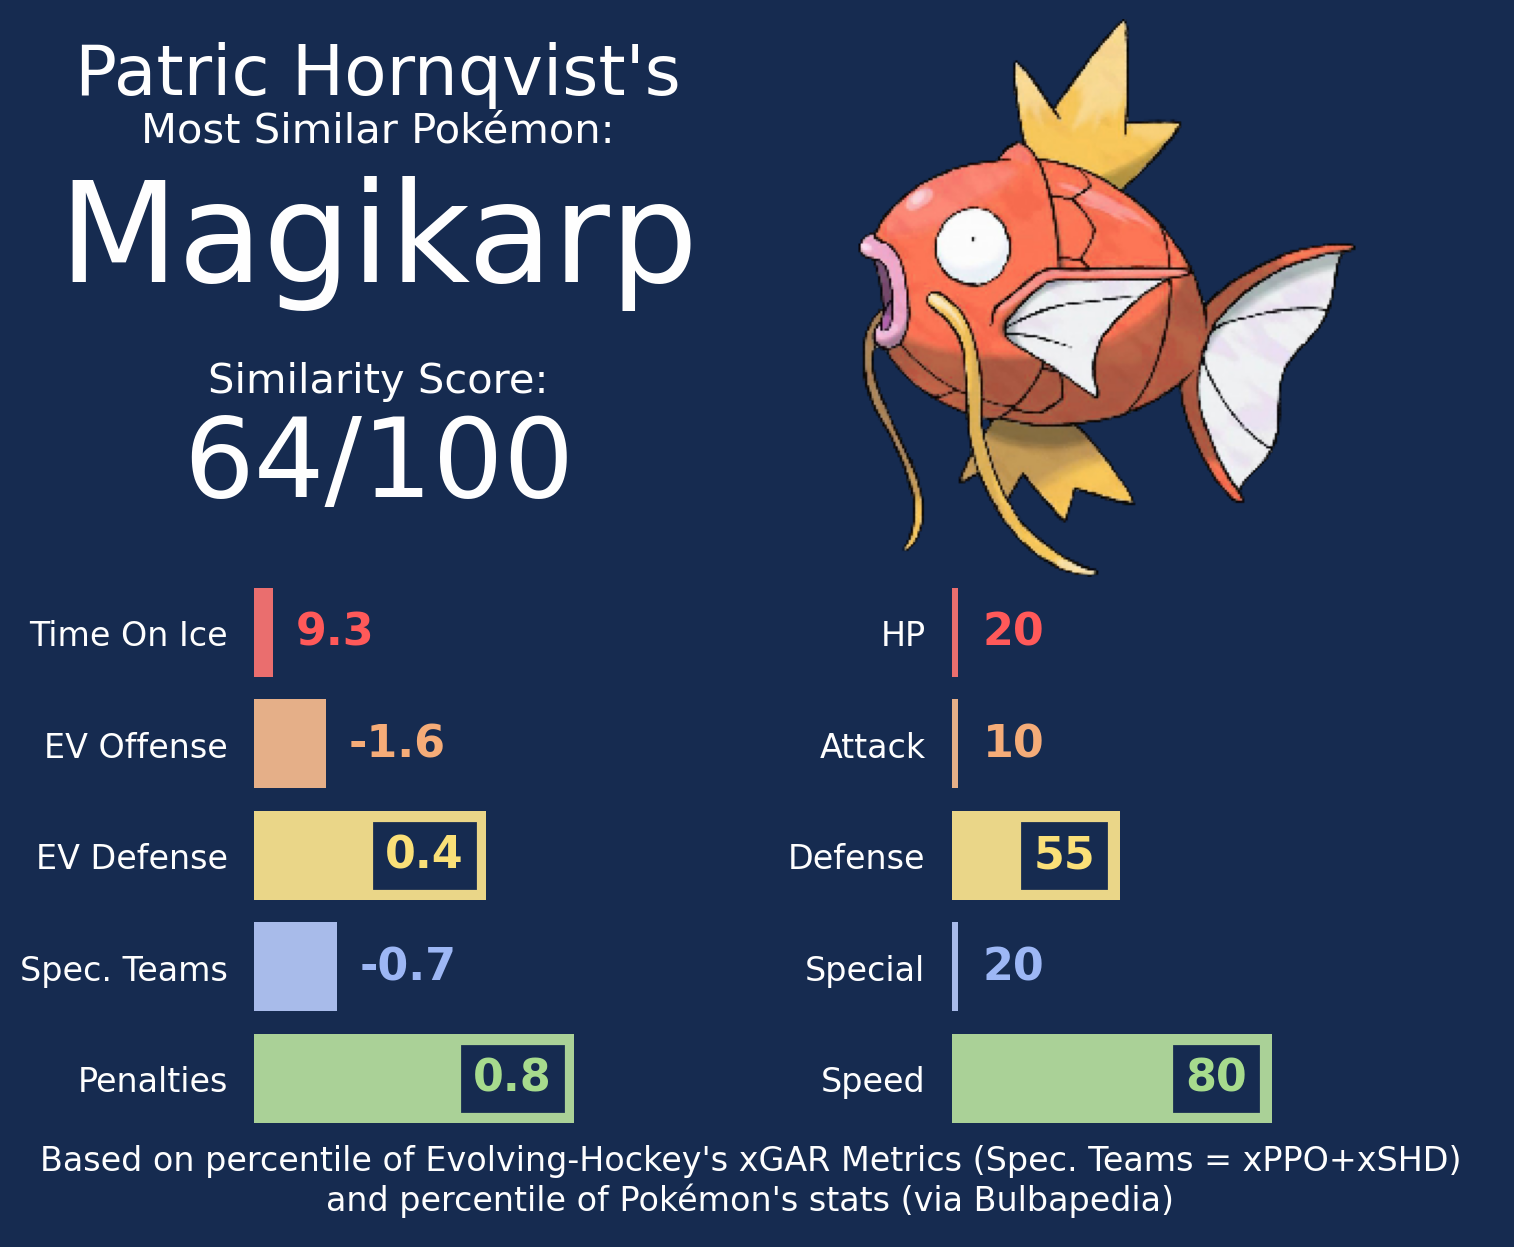 Patric Hornqvist's
Most Similar Pokémon:
Magikarp
Similarity Score:
64/100
Time On Ice 9.3
EV Offense -1.6
EV Defense 0.4
Spec. Teams -0.7
Penalties 0.8
HP 20
Attack 10
Defense 55
Special 20
Speed 80
Based on percentile of Evolving-Hockey's xGAR Metrics (Spec. Teams = xPPO+xSHD)
and percentile of Pokémon's stats (via Bulbapedia)